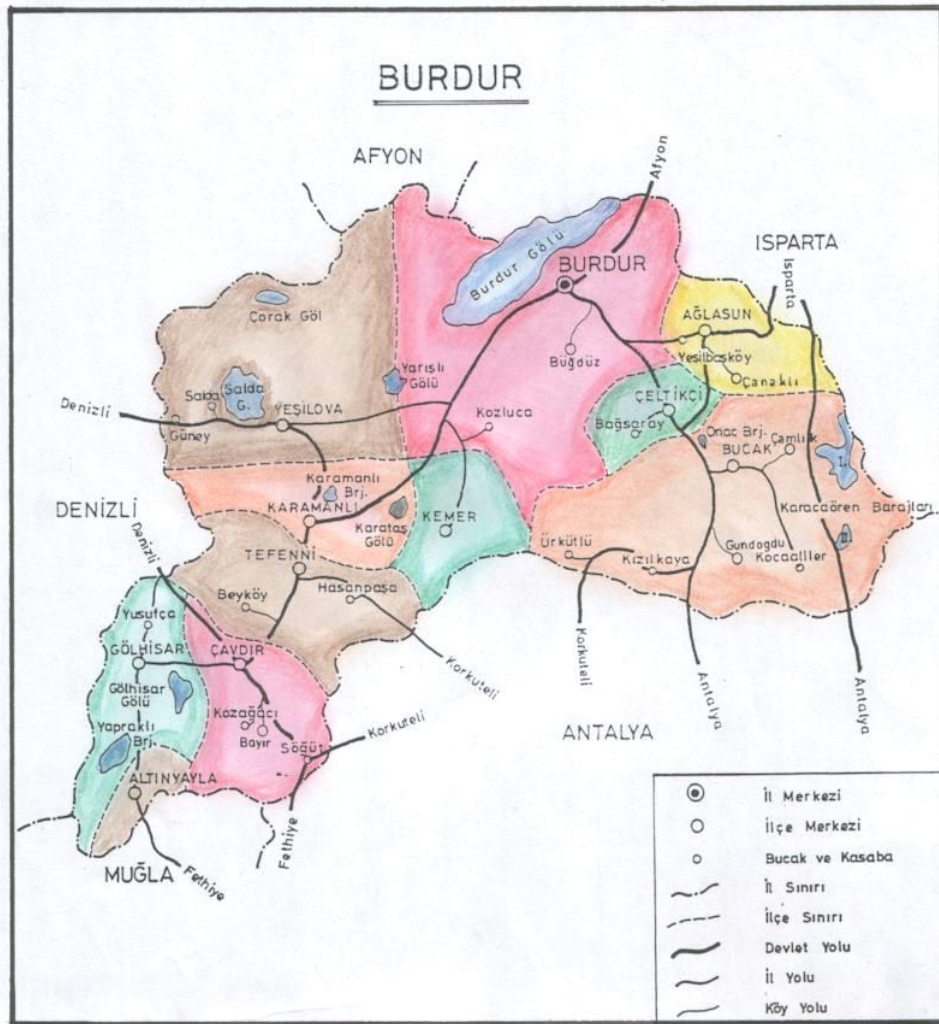 BURDUR
AFYON
Afyon
ISPARTA
Isparta
Burdur Gölü
BURDUR
Çorak Göl
AĞLASUN
Yeşilbaşköy
Çanaklı
Büğdüz
Yarışlı
Gölü
Salda
Salda
G.
YEŞİLOVA
Denizli
Güney
Kozluca
ÇELTİKÇİ
Bağsaray
Onaç Brj.
BUCAK
Çamlık
I
Karamanlı
Brj.
KARAMANLI
Karataş
Gölü
KEMER
Karacaören Barajları
II
DENİZLİ
Denizli
Ürkütlü
Kızılkaya
Gündoğdu
Kocaaliler
TEFENNİ
Hasanpaşa
Beyköy
Yusufça
GÖLHİSAR
ÇAVDIR
Korkuteli
Korkuteli
Antalya
Antalya
Gölhisar
Gölü
Kozağacı
Bayır
Söğüt
Korkuteli
ANTALYA
Yapraklı
Brj.
ALTINYAYLA
Fethiye
MUĞLA
Fethiye
İl Merkezi
İlçe Merkezi
Bucak ve Kasaba
İl Sınırı
İlçe Sınırı
Devlet Yolu
İl Yolu
Köy Yolu